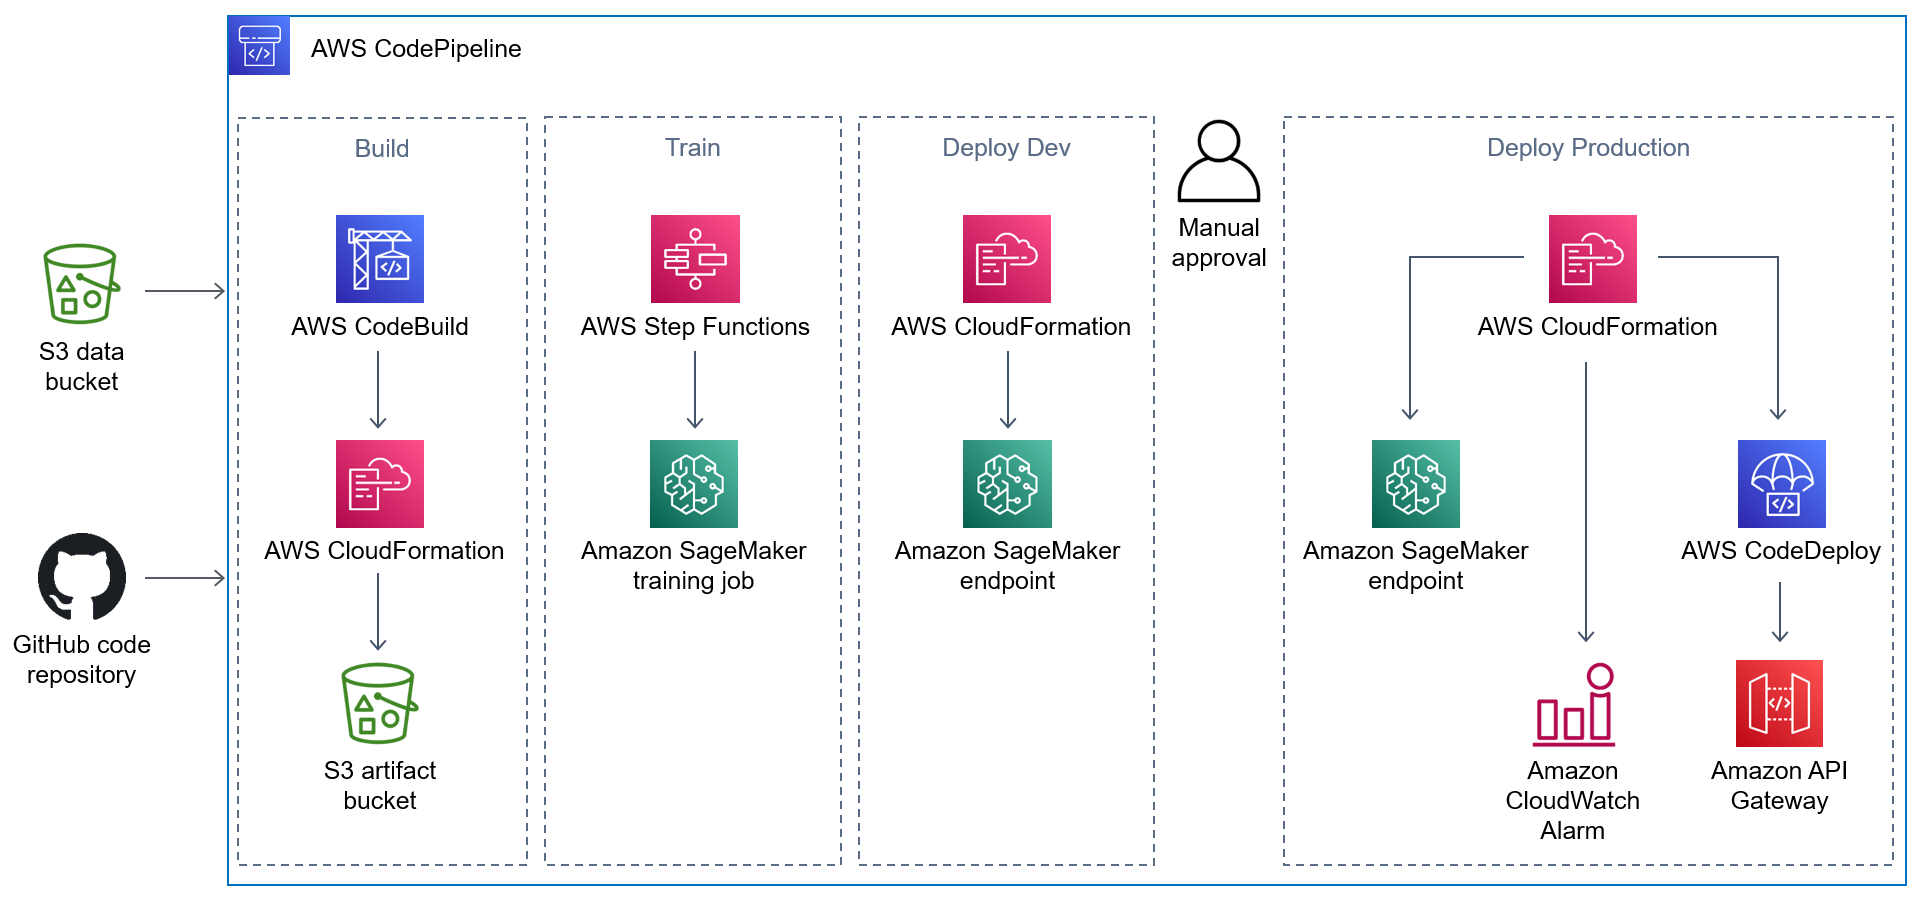 AWS CodePipeline
S3 data
bucket
GitHub code
repository
Build
AWS CodeBuild
AWS CloudFormation
S3 artifact
bucket
Train
AWS Step Functions
Amazon SageMaker
training job
Deploy Dev
AWS CloudFormation
Amazon SageMaker
endpoint
Manual
approval
Deploy Production
AWS CloudFormation
Amazon SageMaker
endpoint
Amazon
CloudWatch
Alarm
AWS CodeDeploy
Amazon API
Gateway